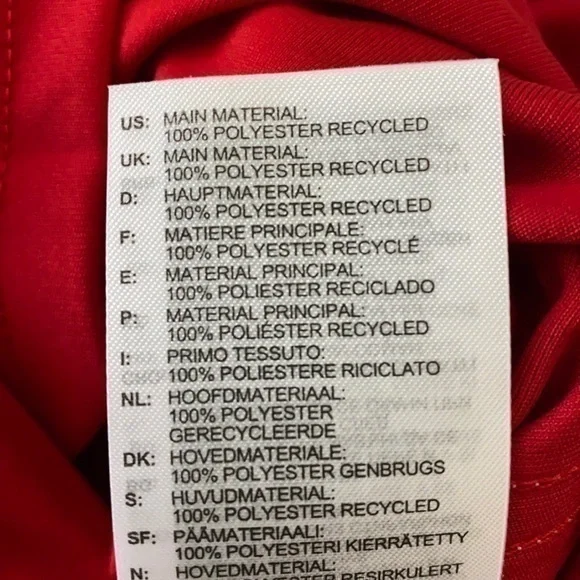 US: MAIN MATERIAL:
100% POLYESTER RECYCLED
UK: MAIN MATERIAL:
100% POLYESTER RECYCLED
D: HAUPTMATERIAL:
100% POLYESTER RECYCLED
F: MATIERE PRINCIPALE:
100% POLYESTER RECYCLÉ
E: MATERIAL PRINCIPAL:
100% POLIESTER RECICLADO
P: MATERIAL PRINCIPAL:
100% POLIÉSTER RECYCLED
I: PRIMO TESSUTO:
100% POLIESTERE RICICLATO
NL: HOOFDMATERIAAL:
100% POLYESTER
GERECYCLEERDE
DK: HOVEDMATERIALE:
100% POLYESTER GENBRUGS
S: HUVUDMATERIAL:
100% POLYESTER RECYCLED
SF: PÄÄMATERIAALI:
100% POLYESTERI KIERRÄTETTY
N: HOVEDMATERIAL:
RESIRKULERT